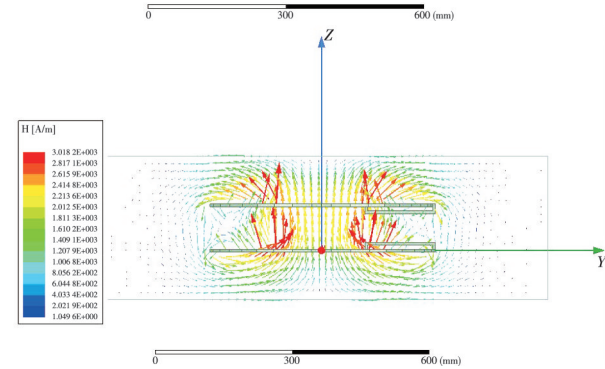 0 300 600 (mm)
Z
H [A/m]
3.018 2E+003
2.817 1E+003
2.615 9E+003
2.414 8E+003
2.213 6E+003
2.012 5E+003
1.811 3E+003
1.610 2E+003
1.409 1E+003
1.207 9E+003
1.006 8E+003
8.056 2E+002
6.044 8E+002
4.033 4E+002
2.021 9E+002
1.049 6E+000
Y
0 300 600 (mm)